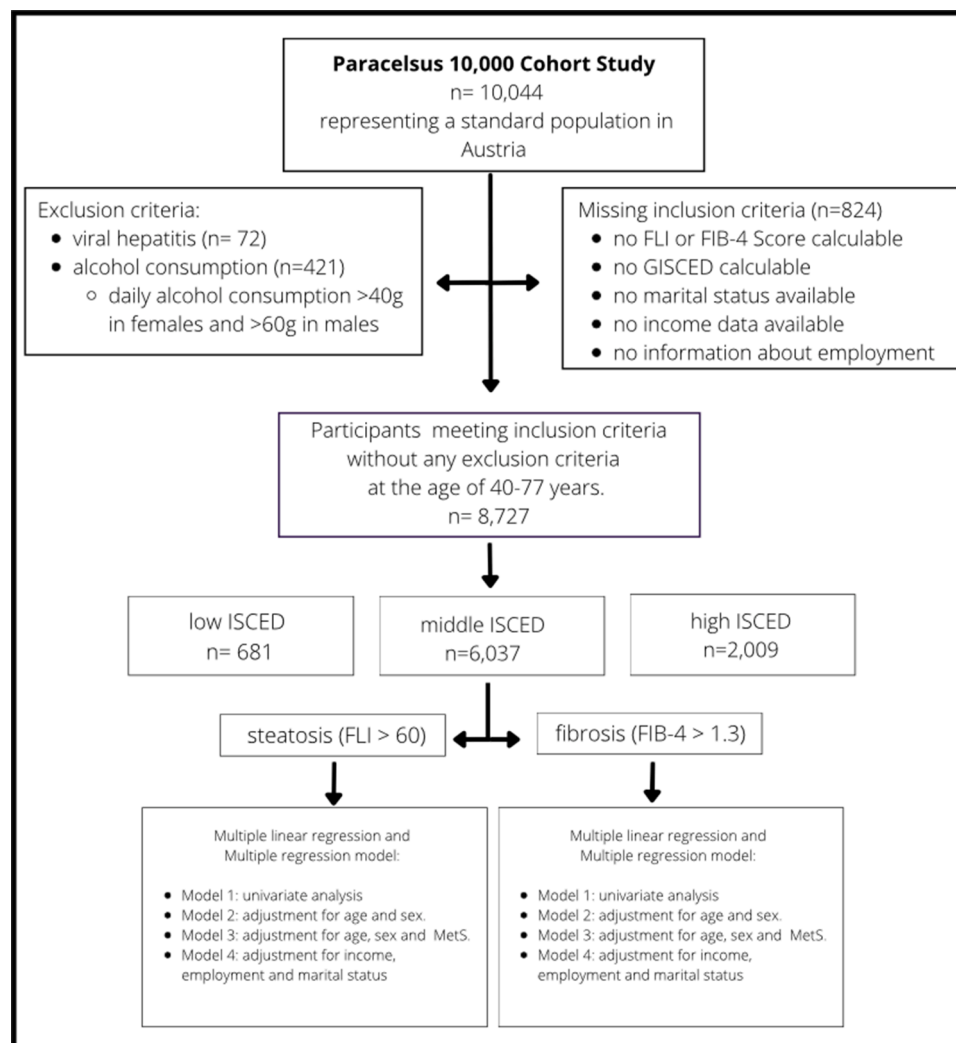 Paracelsus 10,000 Cohort Study
n= 10,044
representing a standard population in
Austria
Exclusion criteria:
• viral hepatitis (n= 72)
• alcohol consumption (n=421)
○ daily alcohol consumption >40g
in females and >60g in males
Missing inclusion criteria (n=824)
• no FLI or FIB-4 Score calculable
• no GISCED calculable
• no marital status available
• no income data available
• no information about employment
Participants meeting inclusion criteria
without any exclusion criteria
at the age of 40-77 years.
n= 8,727
low ISCED
n= 681
middle ISCED
n=6,037
high ISCED
n=2,009
steatosis (FLI > 60)
fibrosis (FIB-4 > 1.3)
Multiple linear regression and
Multiple regression model:
• Model 1: univariate analysis
• Model 2: adjustment for age and sex.
• Model 3: adjustment for age, sex and MetS.
• Model 4: adjustment for income,
employment and marital status
Multiple linear regression and
Multiple regression model:
• Model 1: univariate analysis
• Model 2: adjustment for age and sex.
• Model 3: adjustment for age, sex and MetS.
• Model 4: adjustment for income,
employment and marital status